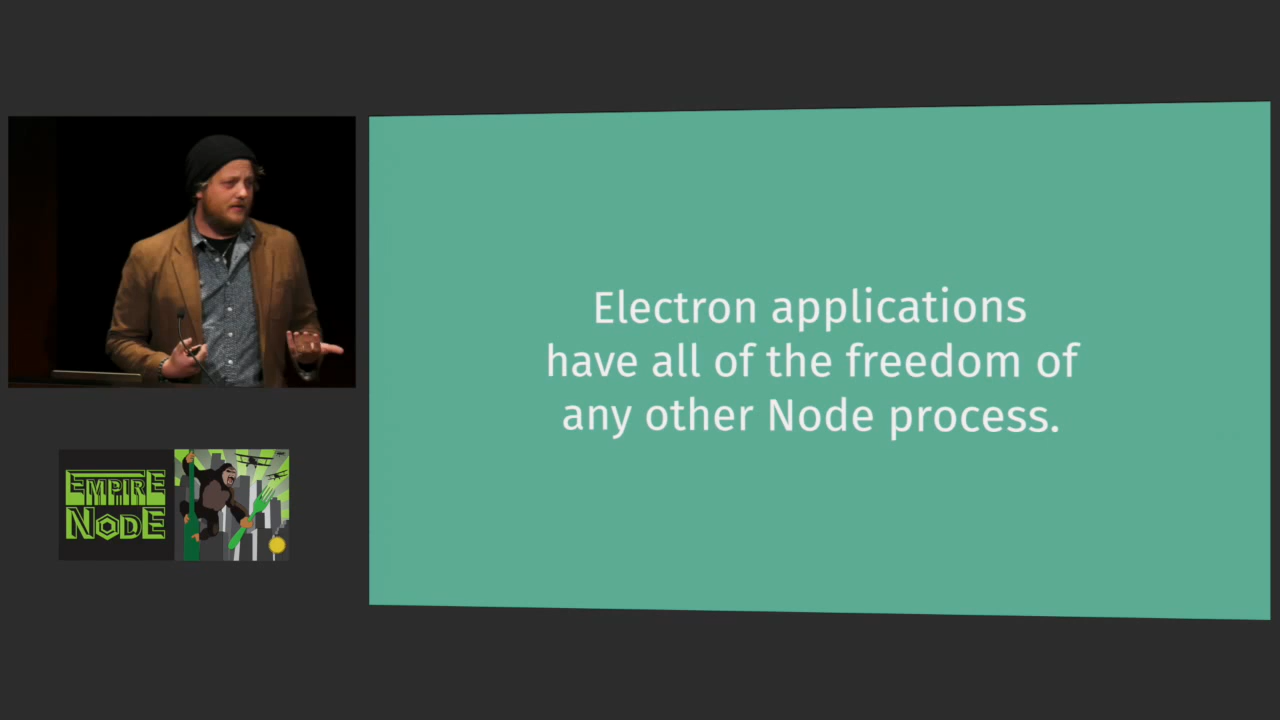 Electron applications
have all of the freedom of
any other Node process.
EMPIRE
NODE